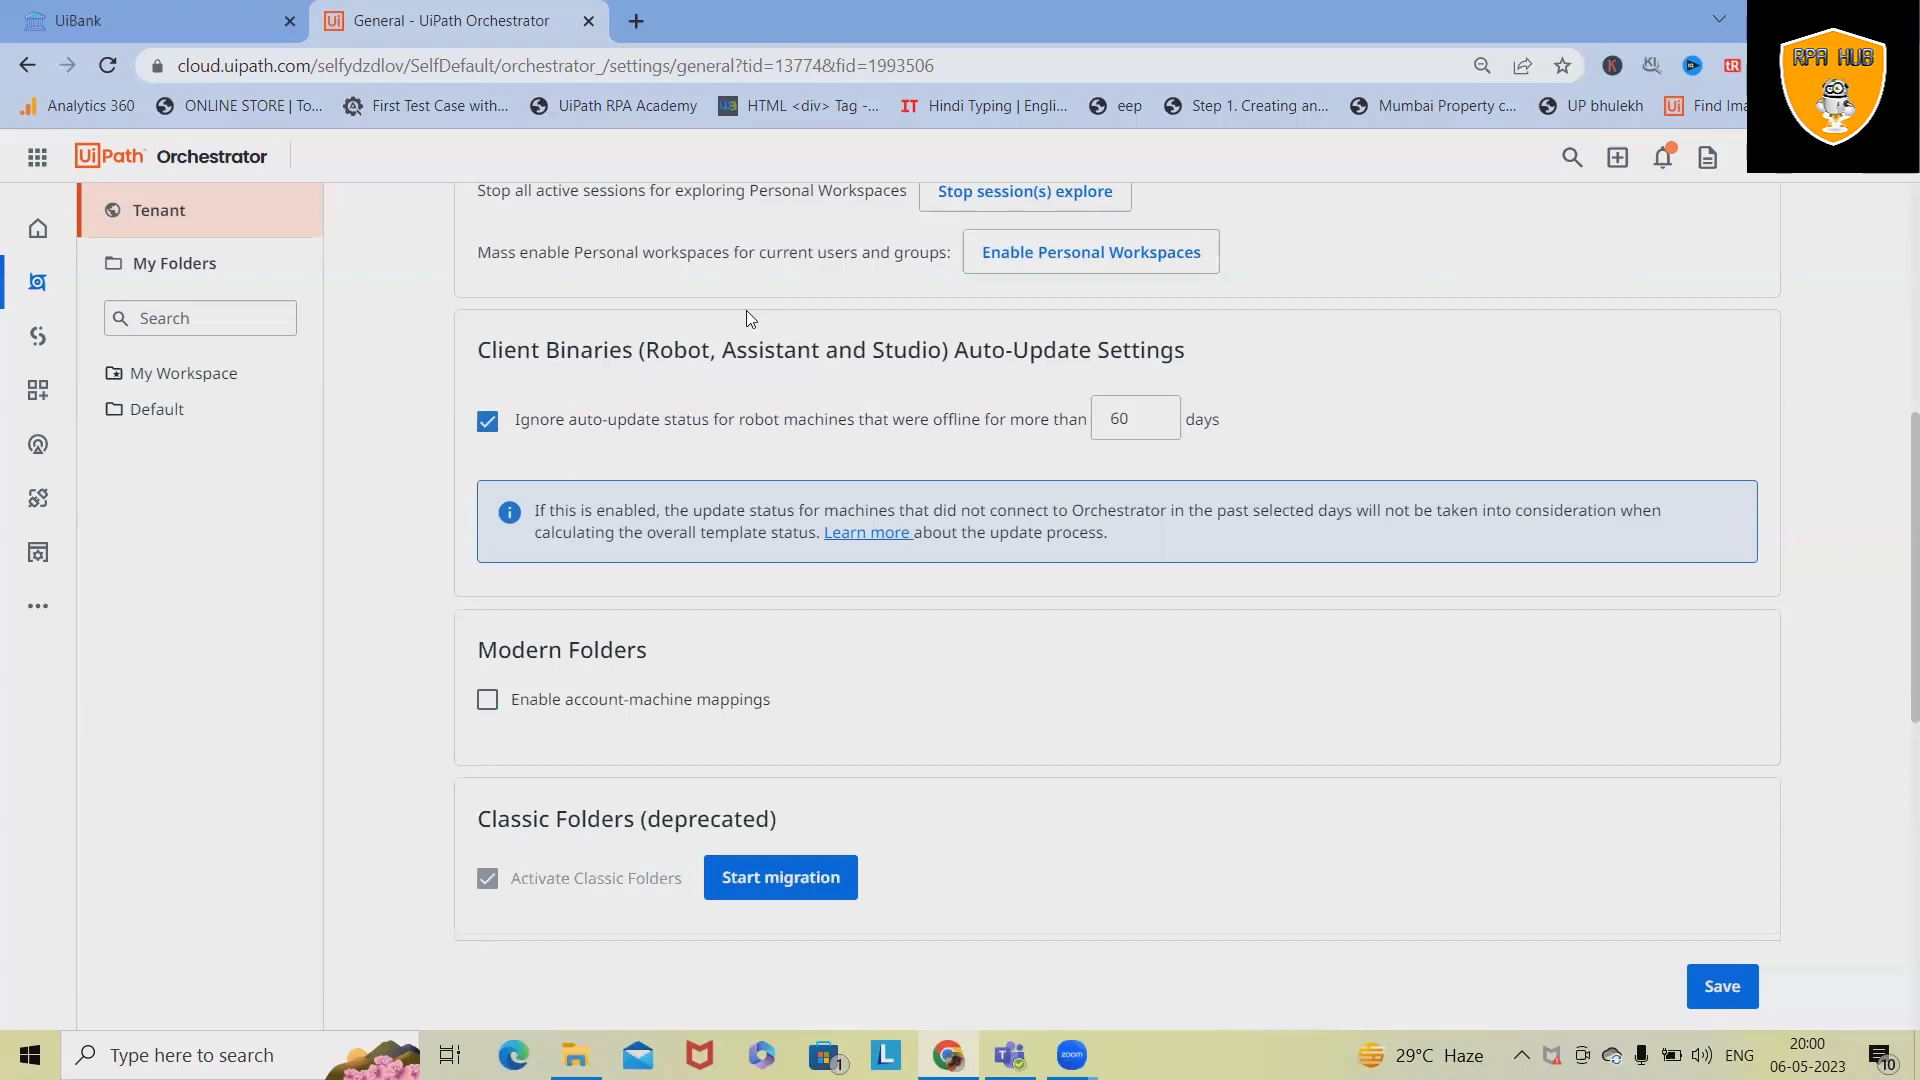 UiBank
General - UiPath Orchestrator
cloud.uipath.com/selfydzdlov/SelfDefault/orchestrator_/settings/general?tid=13774&fid=1993506
Analytics 360
ONLINE STORE | To...
First Test Case with...
UiPath RPA Academy
HTML <div> Tag -...
Hindi Typing | Engli...
eep
Step 1. Creating an...
Mumbai Property c...
UP bhulekh
Find Ima
RPA HUB
UiPath Orchestrator
Tenant
My Folders
Search
My Workspace
Default
Stop all active sessions for exploring Personal Workspaces
Stop session(s) explore
Mass enable Personal workspaces for current users and groups:
Enable Personal Workspaces
Client Binaries (Robot, Assistant and Studio) Auto-Update Settings
Ignore auto-update status for robot machines that were offline for more than 60 days
If this is enabled, the update status for machines that did not connect to Orchestrator in the past selected days will not be taken into consideration when
calculating the overall template status. Learn more about the update process.
Modern Folders
Enable account-machine mappings
Classic Folders (deprecated)
Activate Classic Folders
Start migration
Save
Type here to search
zoom
29°C Haze
ENG
20:00
06-05-2023
10